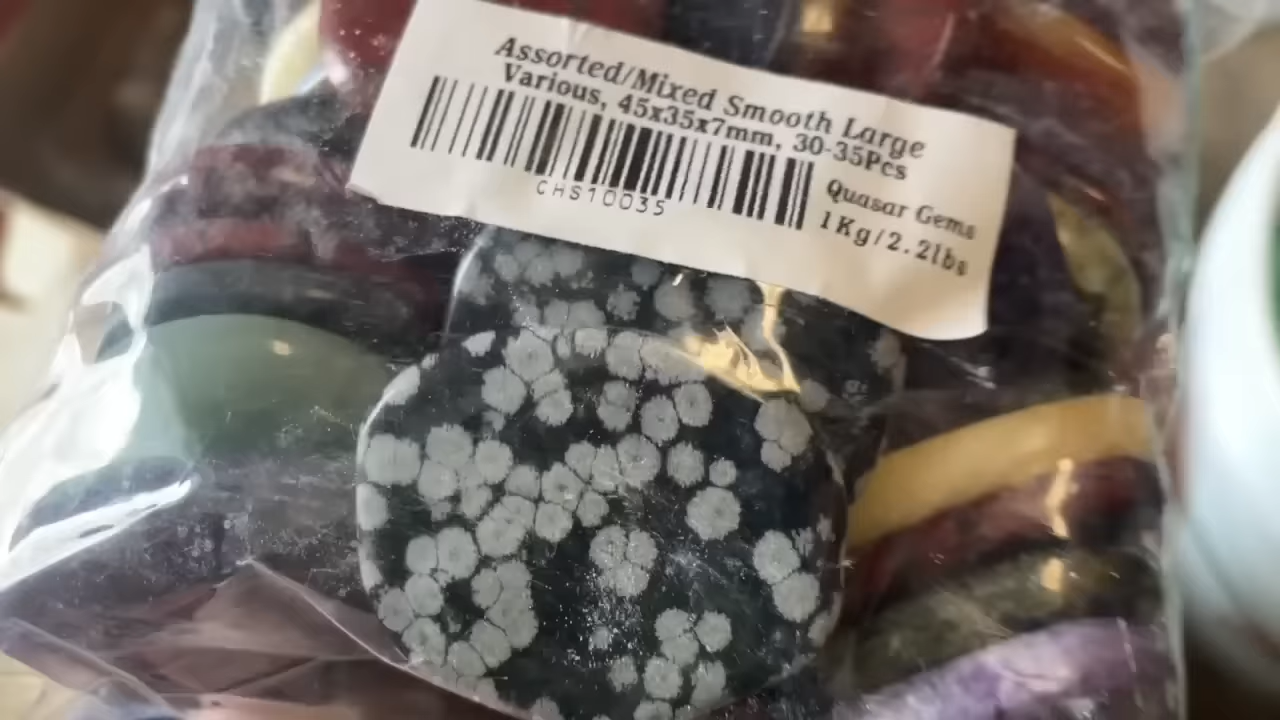 Assorted/Mixed Smooth Large
Various, 45x35x7mm, 30-35Pcs
CHS10035
Quasar Gems
1Kg/2.2lbs